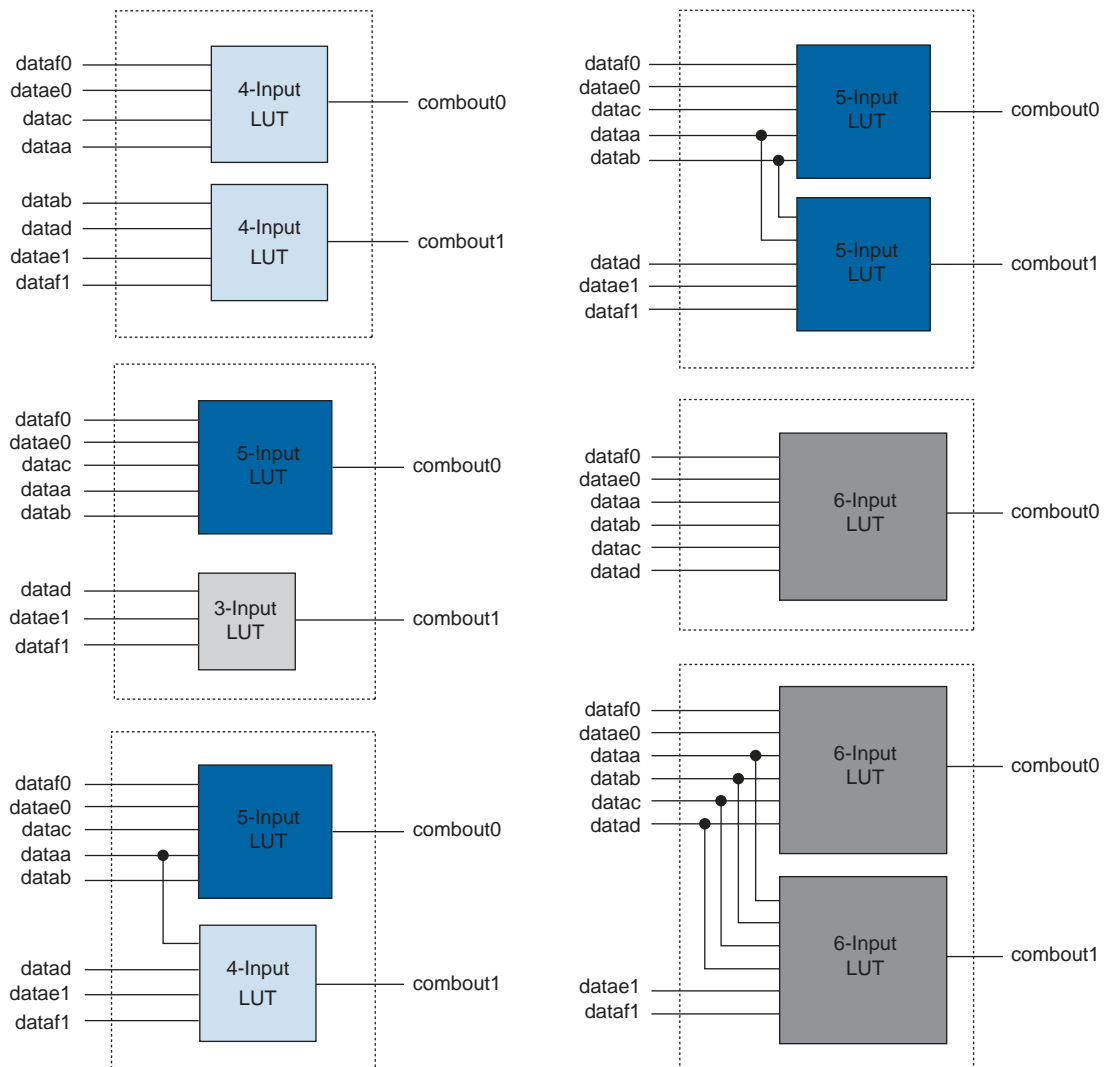 dataf0
datae0
datac
dataa
4-Input
LUT
combout0
datab
datad
datae1
dataf1
4-Input
LUT
combout1
dataf0
datae0
datac
dataa
datab
5-Input
LUT
combout0
datad
datae1
dataf1
3-Input
LUT
combout1
dataf0
datae0
datac
dataa
datab
5-Input
LUT
combout0
datad
datae1
dataf1
4-Input
LUT
combout1
dataf0
datae0
datac
dataa
datab
5-Input
LUT
combout0
datad
datae1
dataf1
5-Input
LUT
combout1
dataf0
datae0
dataa
datab
datac
datad
6-Input
LUT
combout0
dataf0
datae0
dataa
datab
datac
datad
6-Input
LUT
combout0
datae1
dataf1
6-Input
LUT
combout1